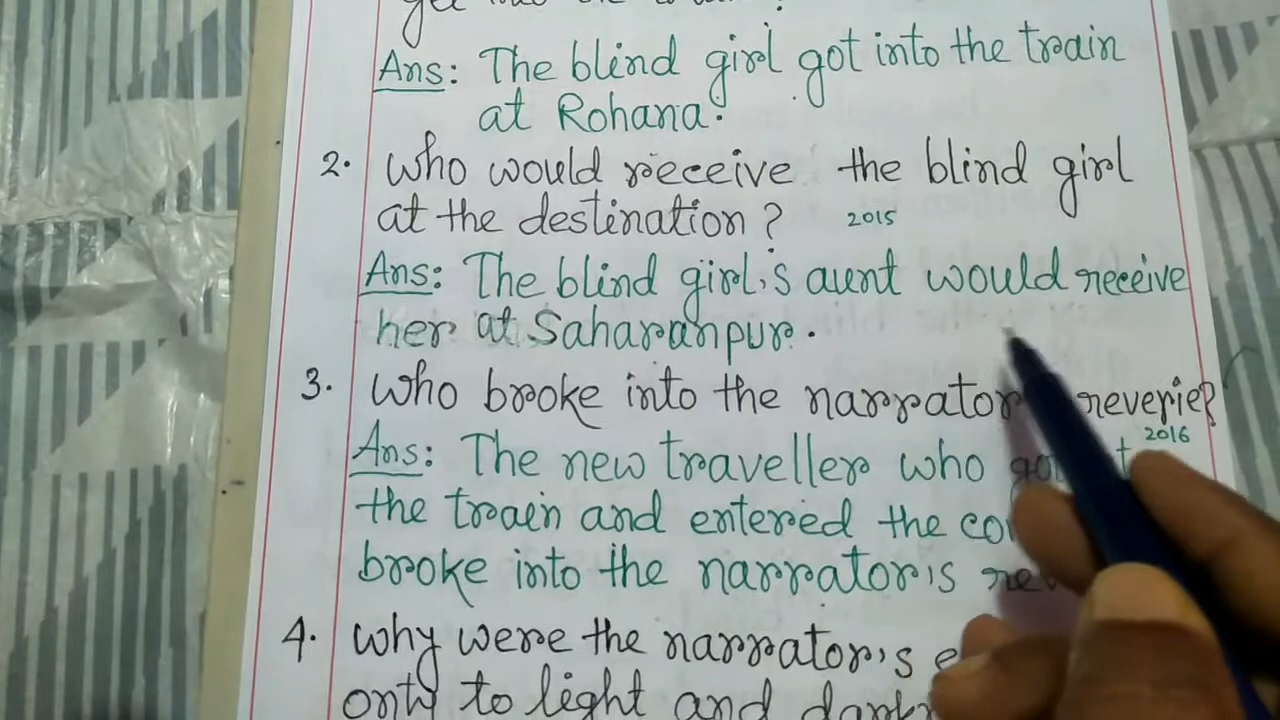 Ans: The blind girl got into the train
at Rohana.
2. Who would receive the blind girl
at the destination? 2015
Ans: The blind girl's aunt would receive
her at Saharanpur.
3. Who broke into the narrator reverie?
2016
Ans: The new traveller who
the train and entered the
broke into the narrator's
4. Why were the narrator's
only to light and